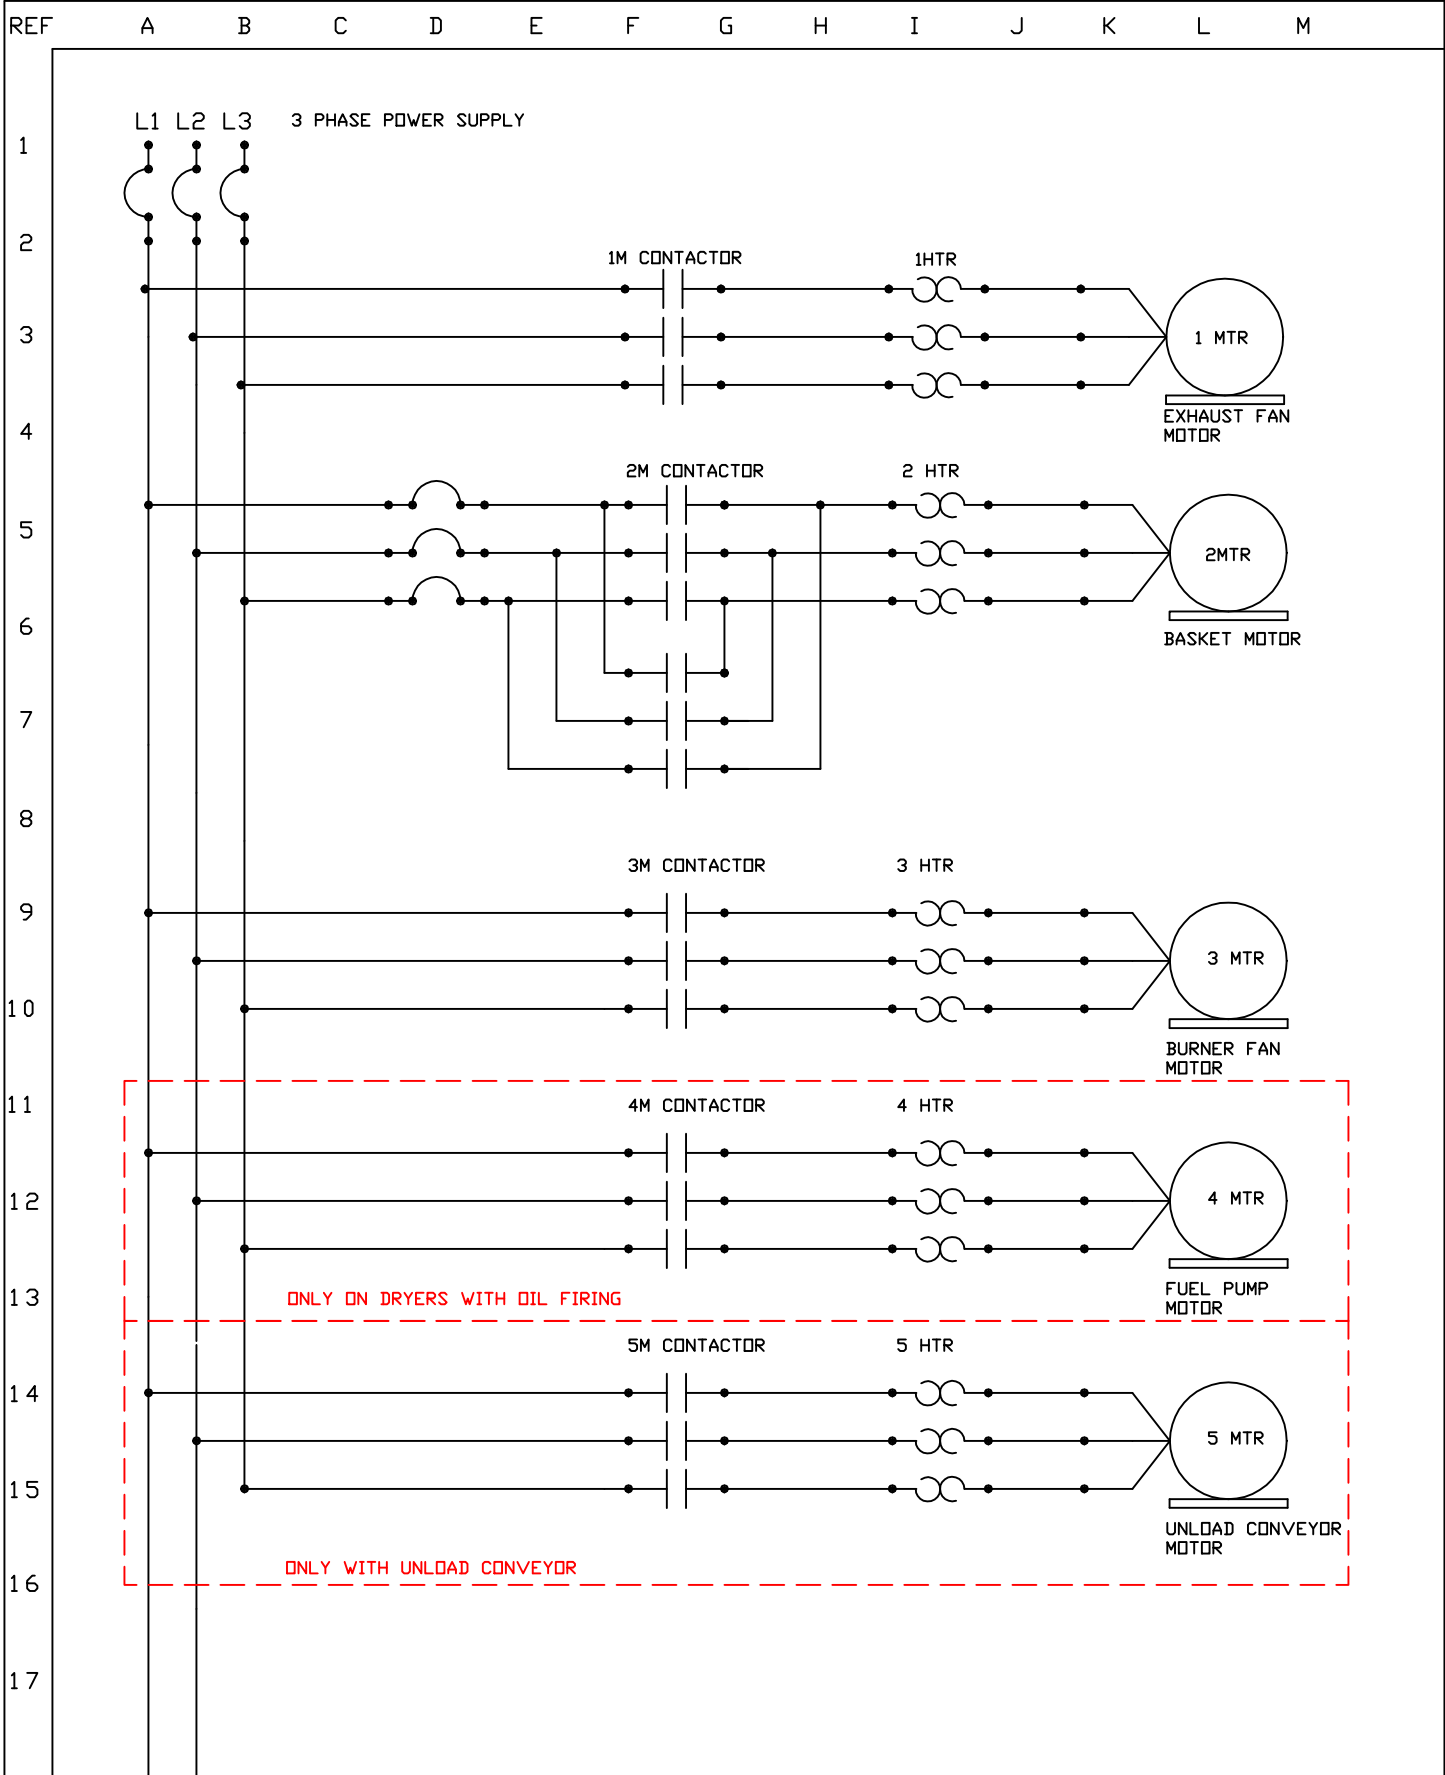 REF A B C D E F G H I J K L M
L1 L2 L3 3 PHASE POWER SUPPLY
1
2
1M CONTACTOR 1HTR
3
1 MTR
EXHAUST FAN
MOTOR
4
2M CONTACTOR 2 HTR
5
2MTR
6
BASKET MOTOR
7
8
3M CONTACTOR 3 HTR
9
3 MTR
10
BURNER FAN
MOTOR
11
4M CONTACTOR 4 HTR
12
4 MTR
13
ONLY ON DRYERS WITH OIL FIRING
FUEL PUMP
MOTOR
5M CONTACTOR 5 HTR
14
5 MTR
15
UNLOAD CONVEYOR
MOTOR
ONLY WITH UNLOAD CONVEYOR
16
17